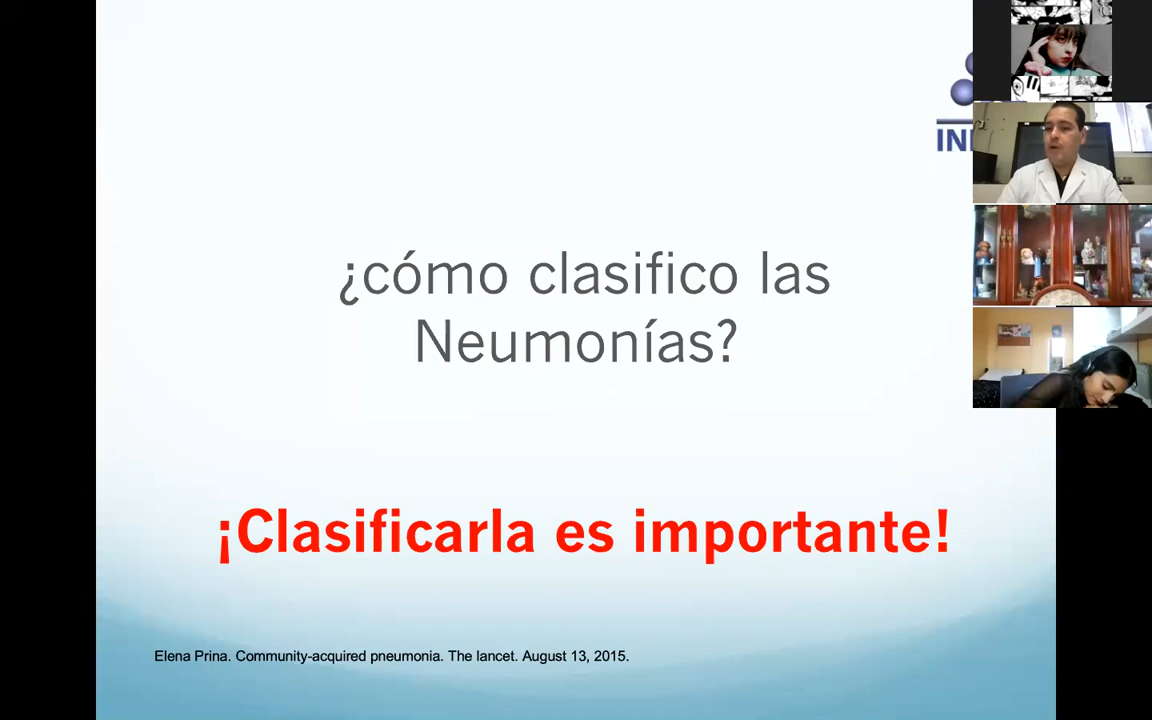 ¿cómo clasifico las
Neumonías?
¡Clasificarla es importante!
Elena Prina. Community-acquired pneumonia. The lancet. August 13, 2015.